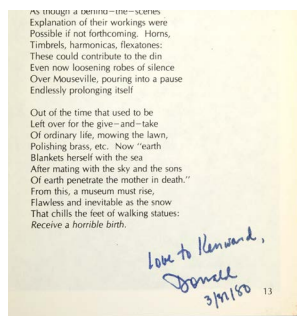 As though a behind—the—scenes
Explanation of their workings were
Possible if not forthcoming. Horns,
Timbrels, harmonicas, flexatones:
These could contribute to the din
Even now loosening robes of silence
Over Mouseville, pouring into a pause
Endlessly prolonging itself

Out of the time that used to be
Left over for the give—and—take
Of ordinary life, mowing the lawn,
Polishing brass, etc. Now "earth
Blankets herself with the sea
After mating with the sky and the sons
Of earth penetrate the mother in death."
From this, a museum must rise,
Flawless and inevitable as the snow
That chills the feet of walking statues:
Receive a horrible birth.

Love to Kenward,
Donald
13